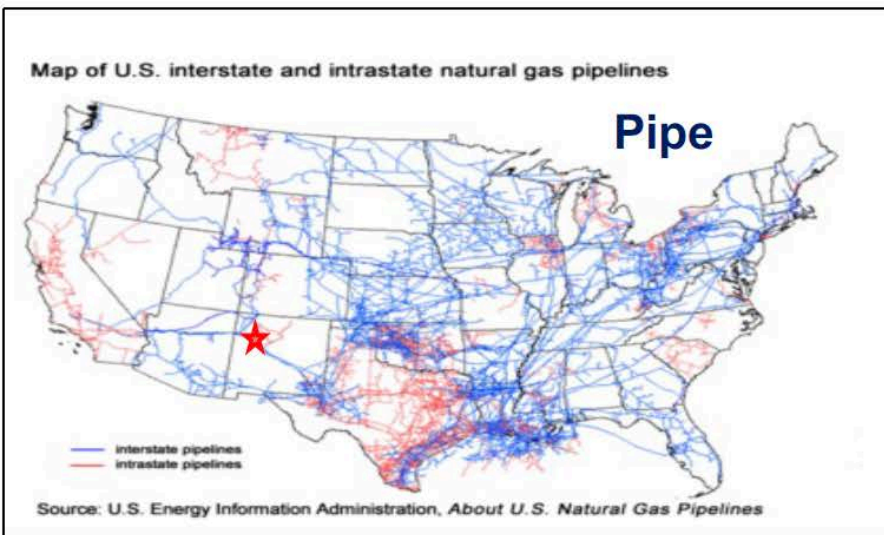 Map of U.S. interstate and intrastate natural gas pipelines
Pipe
interstate pipelines
intrastate pipelines
Source: U.S. Energy Information Administration, About U.S. Natural Gas Pipelines